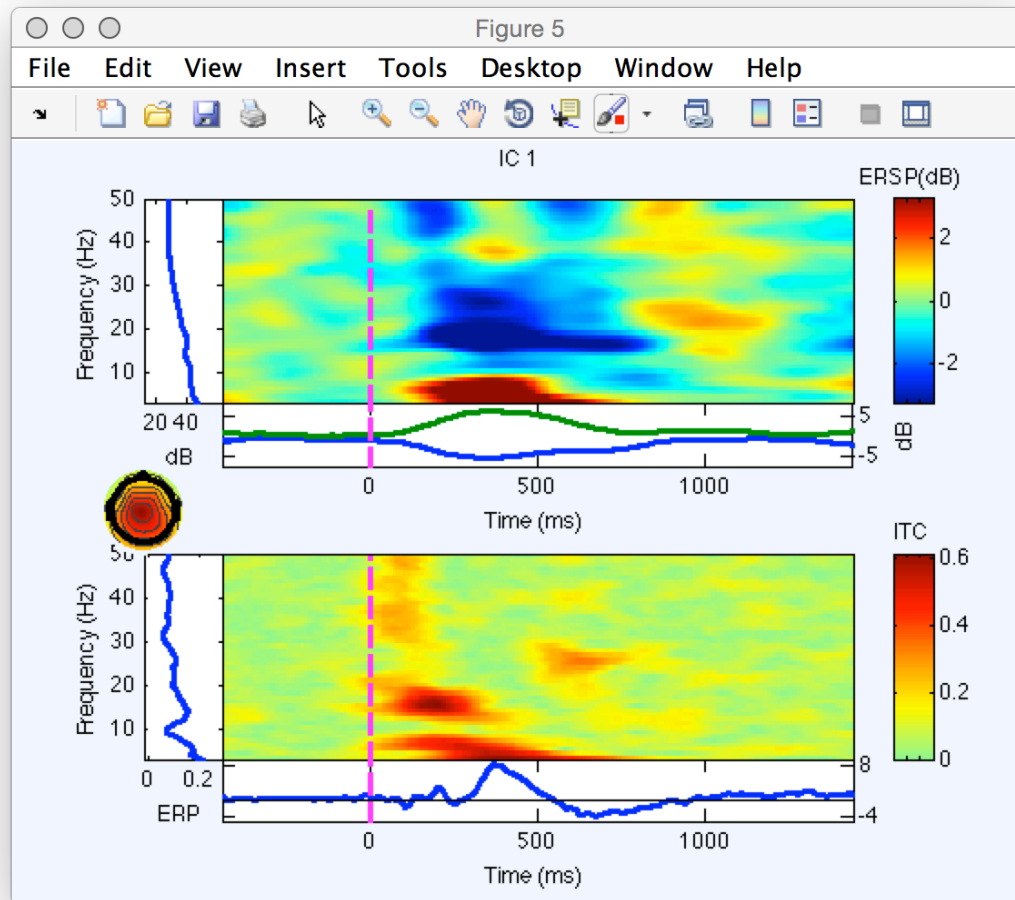 Figure 5
File Edit View Insert Tools Desktop Window Help
IC 1
ERSP(dB)
50
40
30
20
10
Frequency (Hz)
2
0
-2
20 40
dB
5
-5
dB
0 500 1000
Time (ms)
ITC
50
40
30
20
10
Frequency (Hz)
0.6
0.4
0.2
0
0 0.2
ERP
8
-4
0 500 1000
Time (ms)